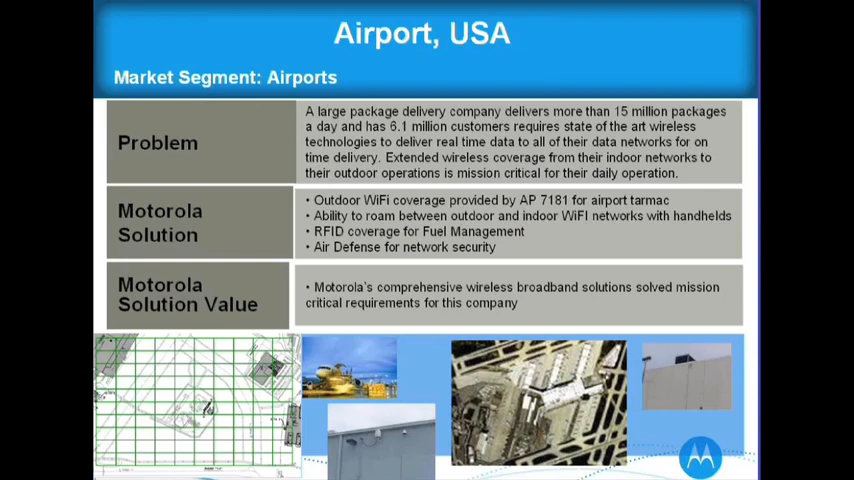 Airport, USA
Market Segment: Airports
Problem
A large package delivery company delivers more than 15 million packages
a day and has 6.1 million customers requires state of the art wireless
technologies to deliver real time data to all of their data networks for on
time delivery. Extended wireless coverage from their indoor networks to
their outdoor operations is mission critical for their daily operation.
Motorola
Solution
• Outdoor WiFi coverage provided by AP 7181 for airport tarmac
• Ability to roam between outdoor and indoor WiFI networks with handhelds
• RFID coverage for Fuel Management
• Air Defense for network security
Motorola
Solution Value
• Motorola's comprehensive wireless broadband solutions solved mission
critical requirements for this company